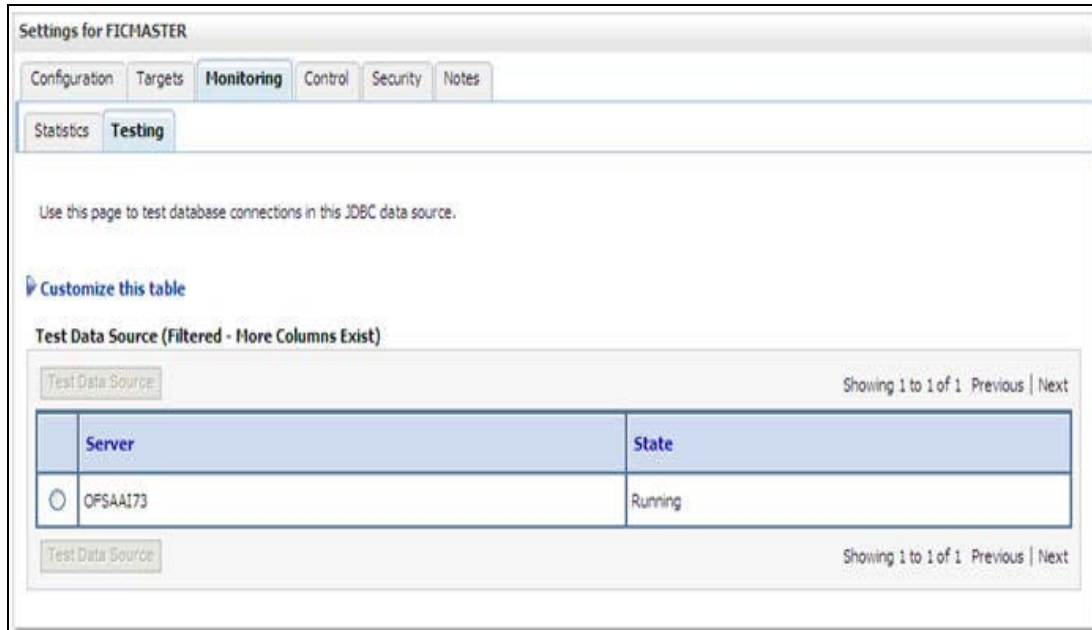 Settings for FICMASTER
Configuration Targets Monitoring Control Security Notes
Statistics Testing
Use this page to test database connections in this JDBC data source.
Customize this table
Test Data Source (Filtered - More Columns Exist)
Test Data Source Showing 1 to 1 of 1 Previous | Next
Server State
OFSAAI73 Running
Test Data Source Showing 1 to 1 of 1 Previous | Next